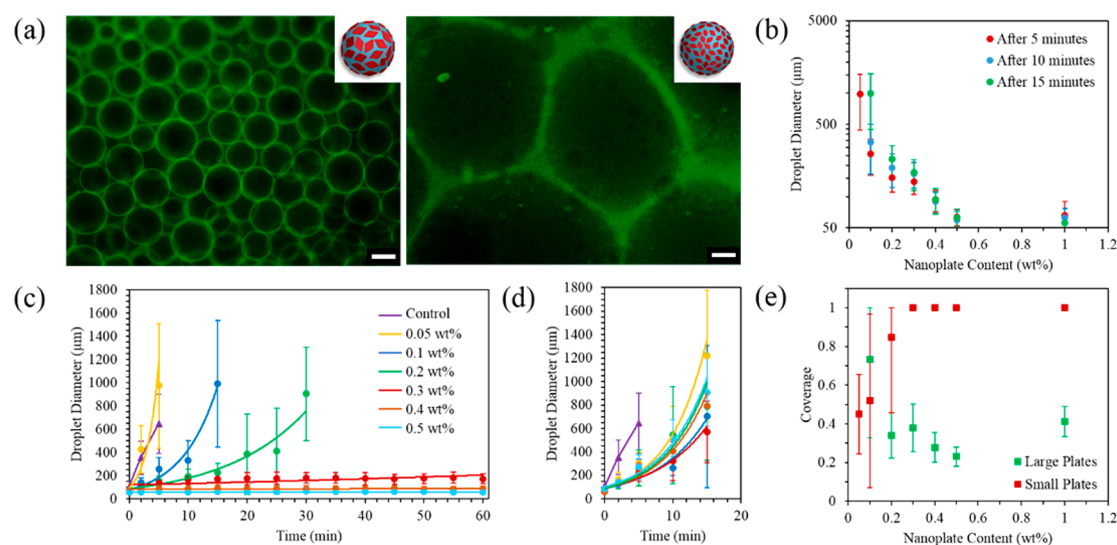 (a)
(b)
5000
500
50
0
0.2
0.4
0.6
0.8
1
1.2
Droplet Diameter (µm)
Nanoplate Content (wt%)
After 5 minutes
After 10 minutes
After 15 minutes
(c)
1800
1600
1400
1200
1000
800
600
400
200
0
0
10
20
30
40
50
60
Droplet Diameter (µm)
Time (min)
Control
0.05 wt%
0.1 wt%
0.2 wt%
0.3 wt%
0.4 wt%
0.5 wt%
(d)
1800
1600
1400
1200
1000
800
600
400
200
0
0
10
20
Droplet Diameter (µm)
Time (min)
(e)
1
0.8
0.6
0.4
0.2
0
0.2
0.4
0.6
0.8
1
1.2
Coverage
Nanoplate Content (wt%)
Large Plates
Small Plates